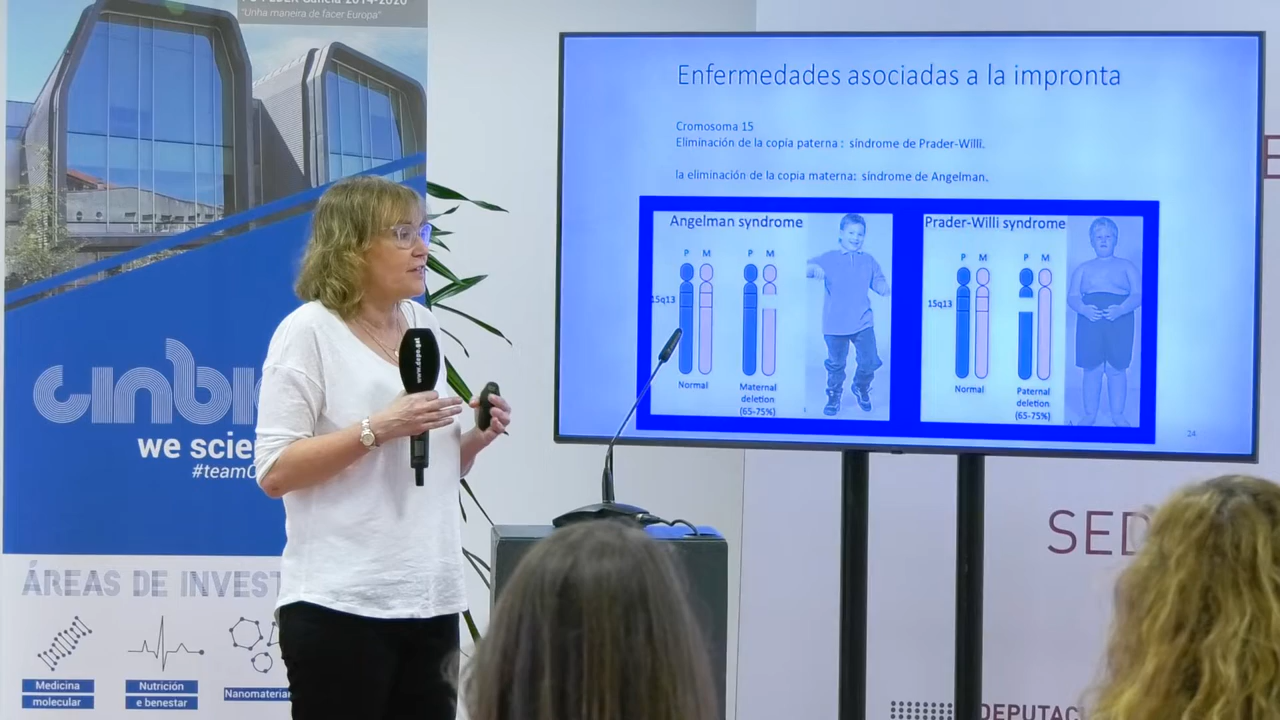 "Unha maneira de facer Europa"
cinbio
we scie
#teamC
ÁREAS DE INVEST
Medicina
molecular
Nutrición
e benestar
Nanomateria
www.depo.gal
Enfermedades asociadas a la impronta
Cromosoma 15
Eliminación de la copia paterna : síndrome de Prader-Willi.
la eliminación de la copia materna: síndrome de Angelman.
Angelman syndrome
P M P M
15q13
Normal
Maternal
deletion
(65-75%)
Prader-Willi syndrome
P M P M
15q13
Normal
Paternal
deletion
(65-75%)
24
SED
DEPUTAC